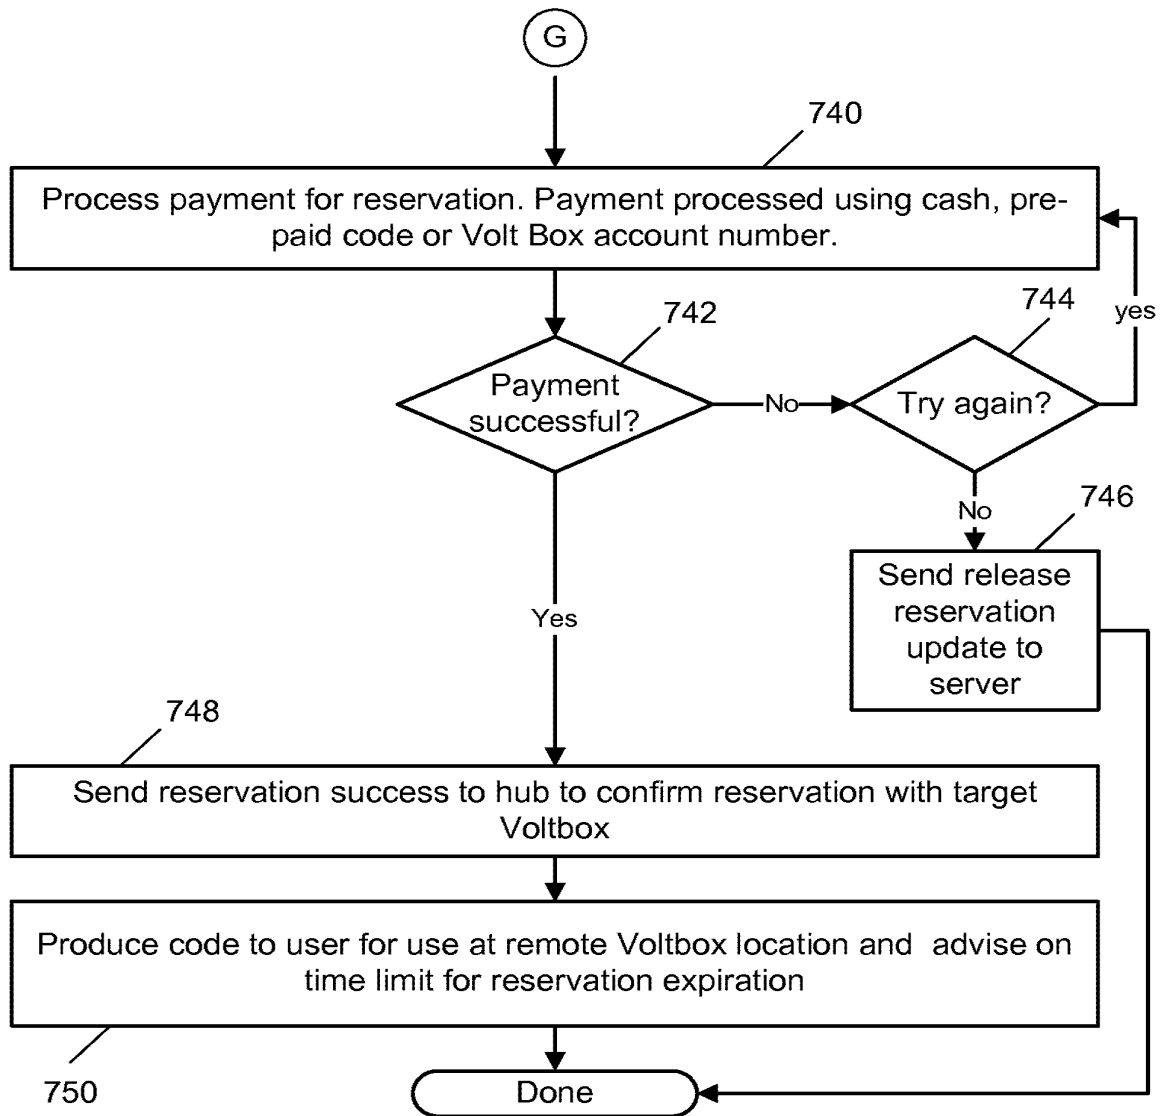 G
740
Process payment for reservation. Payment processed using cash, pre-
paid code or Volt Box account number.
742
744
yes
Payment
successful?
No
Try again?
No
746
Send release
reservation
update to
server
Yes
748
Send reservation success to hub to confirm reservation with target
Voltbox
Produce code to user for use at remote Voltbox location and  advise on
time limit for reservation expiration
750
Done